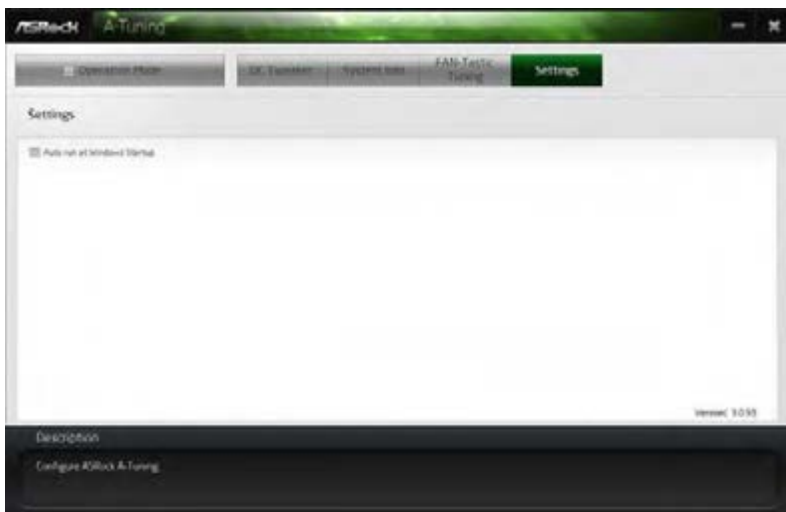 ASRock A-Tuning
Operation Mode
OC Tweaker
System Info
FAN-Tastic
Tuning
Settings
Settings
Auto run at Windows Startup
Version:
Description
Configure ASRock A-Tuning.